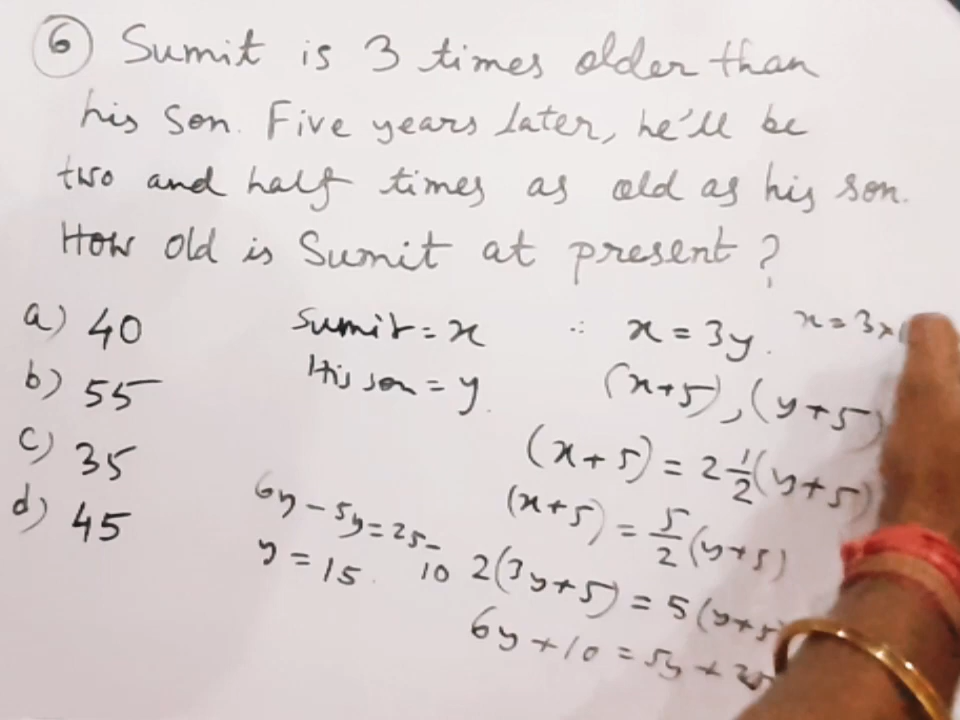 6 Sumit is 3 times older than
his son. Five years later, he'll be
two and half times as old as his son.
How old is Sumit at present?
a) 40
b) 55
c) 35
d) 45
Sumit = x
His son = y.
∴ x = 3y.
x = 3×
(x+5), (y+5)
(x+5) = 2 1/2 (y+5)
(x+5) = 5/2 (y+5)
2(3y+5) = 5(y+5
6y+10 = 5y+25
6y-5y=25-10
y = 15.